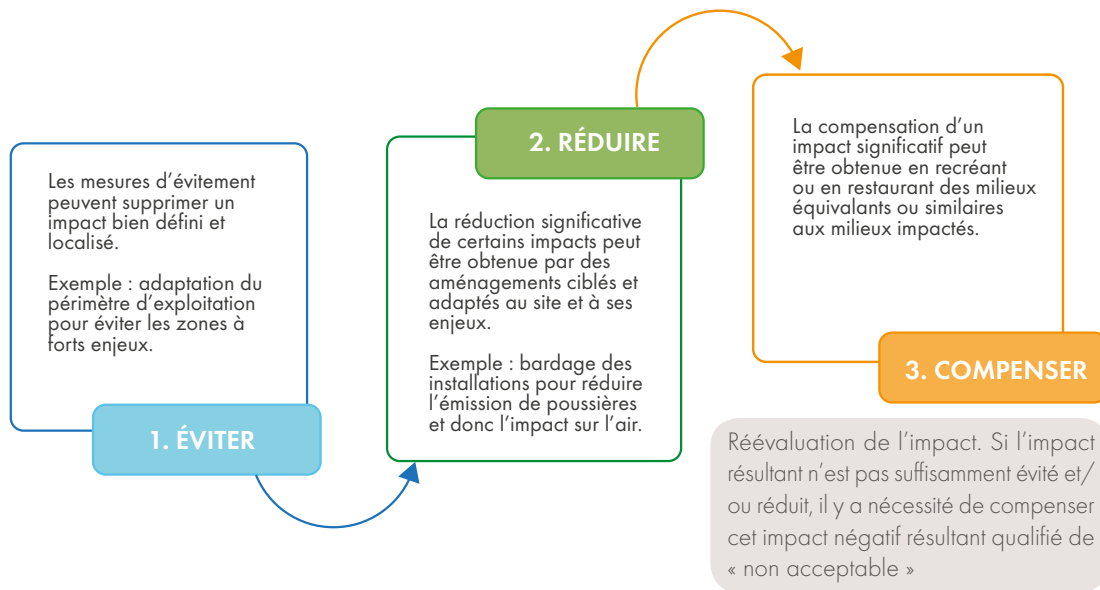 Les mesures d'évitement
peuvent supprimer un
impact bien défini et
localisé.
Exemple : adaptation du
périmètre d'exploitation
pour éviter les zones à
forts enjeux.
1. ÉVITER
2. RÉDUIRE
La réduction significative
de certains impacts peut
être obtenue par des
aménagements ciblés et
adaptés au site et à ses
enjeux.
Exemple : bardage des
installations pour réduire
l'émission de poussières
et donc l'impact sur l'air.
La compensation d'un
impact significatif peut
être obtenue en recréant
ou en restaurant des milieux
équivalants ou similaires
aux milieux impactés.
3. COMPENSER
Réévaluation de l'impact. Si l'impact
résultant n'est pas suffisamment évité et/
ou réduit, il y a nécessité de compenser
cet impact négatif résultant qualifié de
« non acceptable »